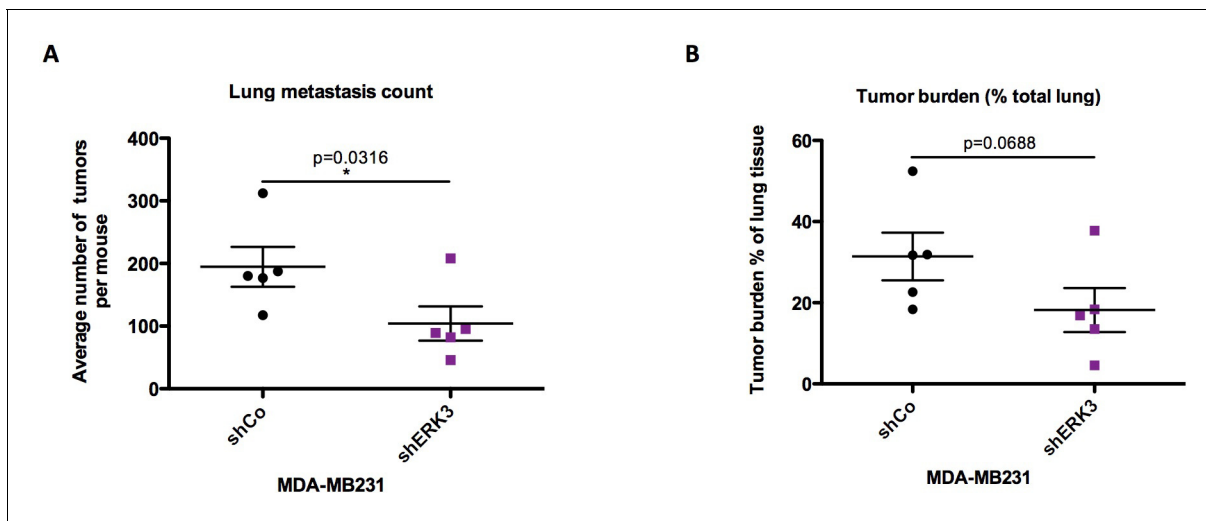 A
Lung metastasis count
400
300
200
100
0
Average number of tumors
per mouse
p=0.0316
*
shCo
shERK3
MDA-MB231
B
Tumor burden (% total lung)
60
40
20
0
Tumor burden % of lung tissue
p=0.0688
shCo
shERK3
MDA-MB231